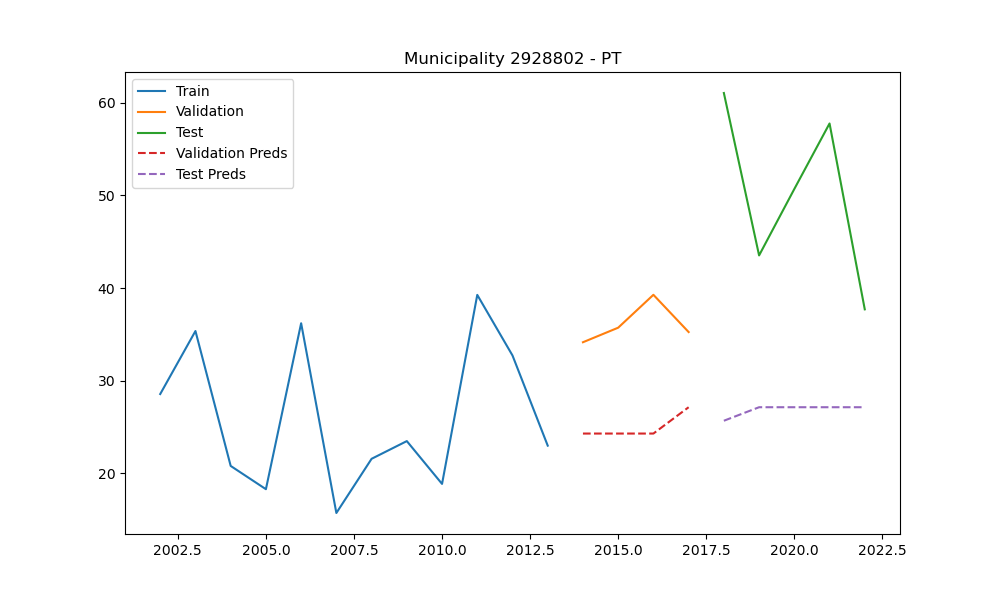 Municipality 2928802 - PT
Train
Validation
Test
Validation Preds
Test Preds
60
50
40
30
20
2002.5 2005.0 2007.5 2010.0 2012.5 2015.0 2017.5 2020.0 2022.5